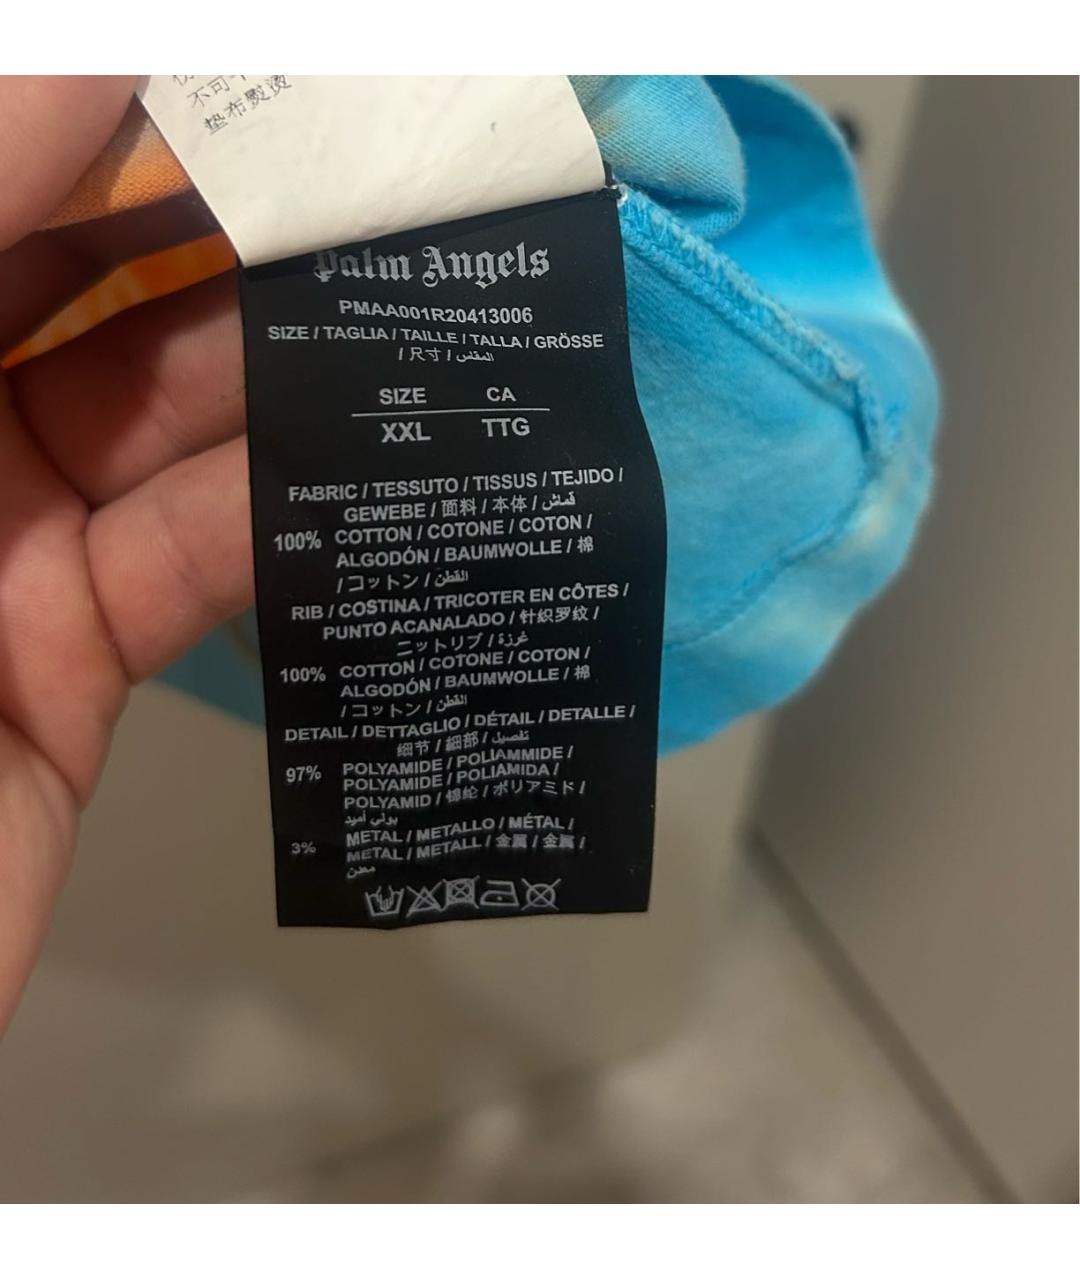 不可
垫布熨烫
Palm Angels
PMAA001R20413006
SIZE / TAGLIA / TAILLE / TALLA / GRÖSSE
/ 尺寸 / المقاس
SIZE CA
XXL TTG
FABRIC / TESSUTO / TISSUS / TEJIDO /
GEWEBE / 面料 / 本体 / قماش
100% COTTON / COTONE / COTON /
ALGODÓN / BAUMWOLLE / 棉
/ コットン / القطن
RIB / COSTINA / TRICOTER EN CÔTES /
PUNTO ACANALADO / 针织罗纹 /
ニットリブ / غرزة
100% COTTON / COTONE / COTON /
ALGODÓN / BAUMWOLLE / 棉
/ コットン / القطن
DETAIL / DETTAGLIO / DÉTAIL / DETALLE /
细节 / 細部 / تفصيل
97% POLYAMIDE / POLIAMMIDE /
POLYAMIDE / POLIAMIDA /
POLYAMID / 锦纶 / ポリアミド /
بولي أميد
3% METAL / METALLO / MÉTAL /
METAL / METALL / 金属 / 金属 /
معدن